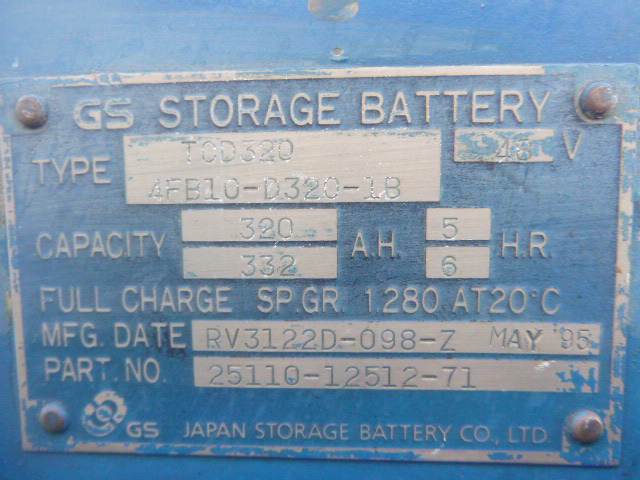 GS STORAGE BATTERY
TYPE TCD320 48 V
4FB10-D320-1B
CAPACITY 320 A.H. 5 H.R.
332 6
FULL CHARGE SP. GR. 1.280 AT 20°C
MFG. DATE RV3122D-098-Z MAY '95
PART. NO. 25110-12512-71
GS JAPAN STORAGE BATTERY CO., LTD.